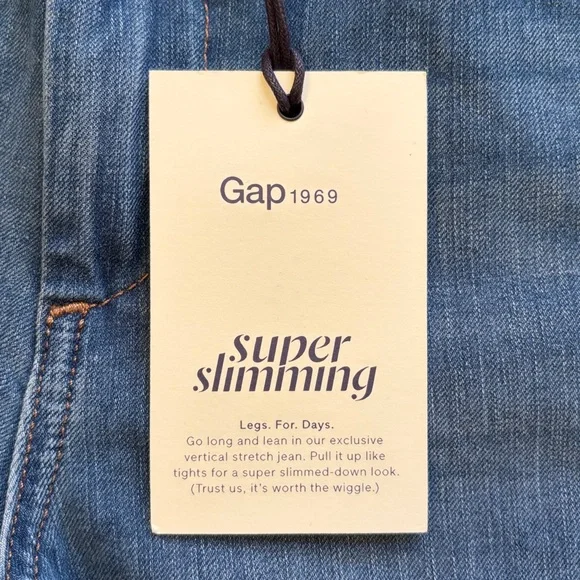 Gap 1969
super
slimming
Legs. For. Days.
Go long and lean in our exclusive
vertical stretch jean. Pull it up like
tights for a super slimmed-down look.
(Trust us, it's worth the wiggle.)